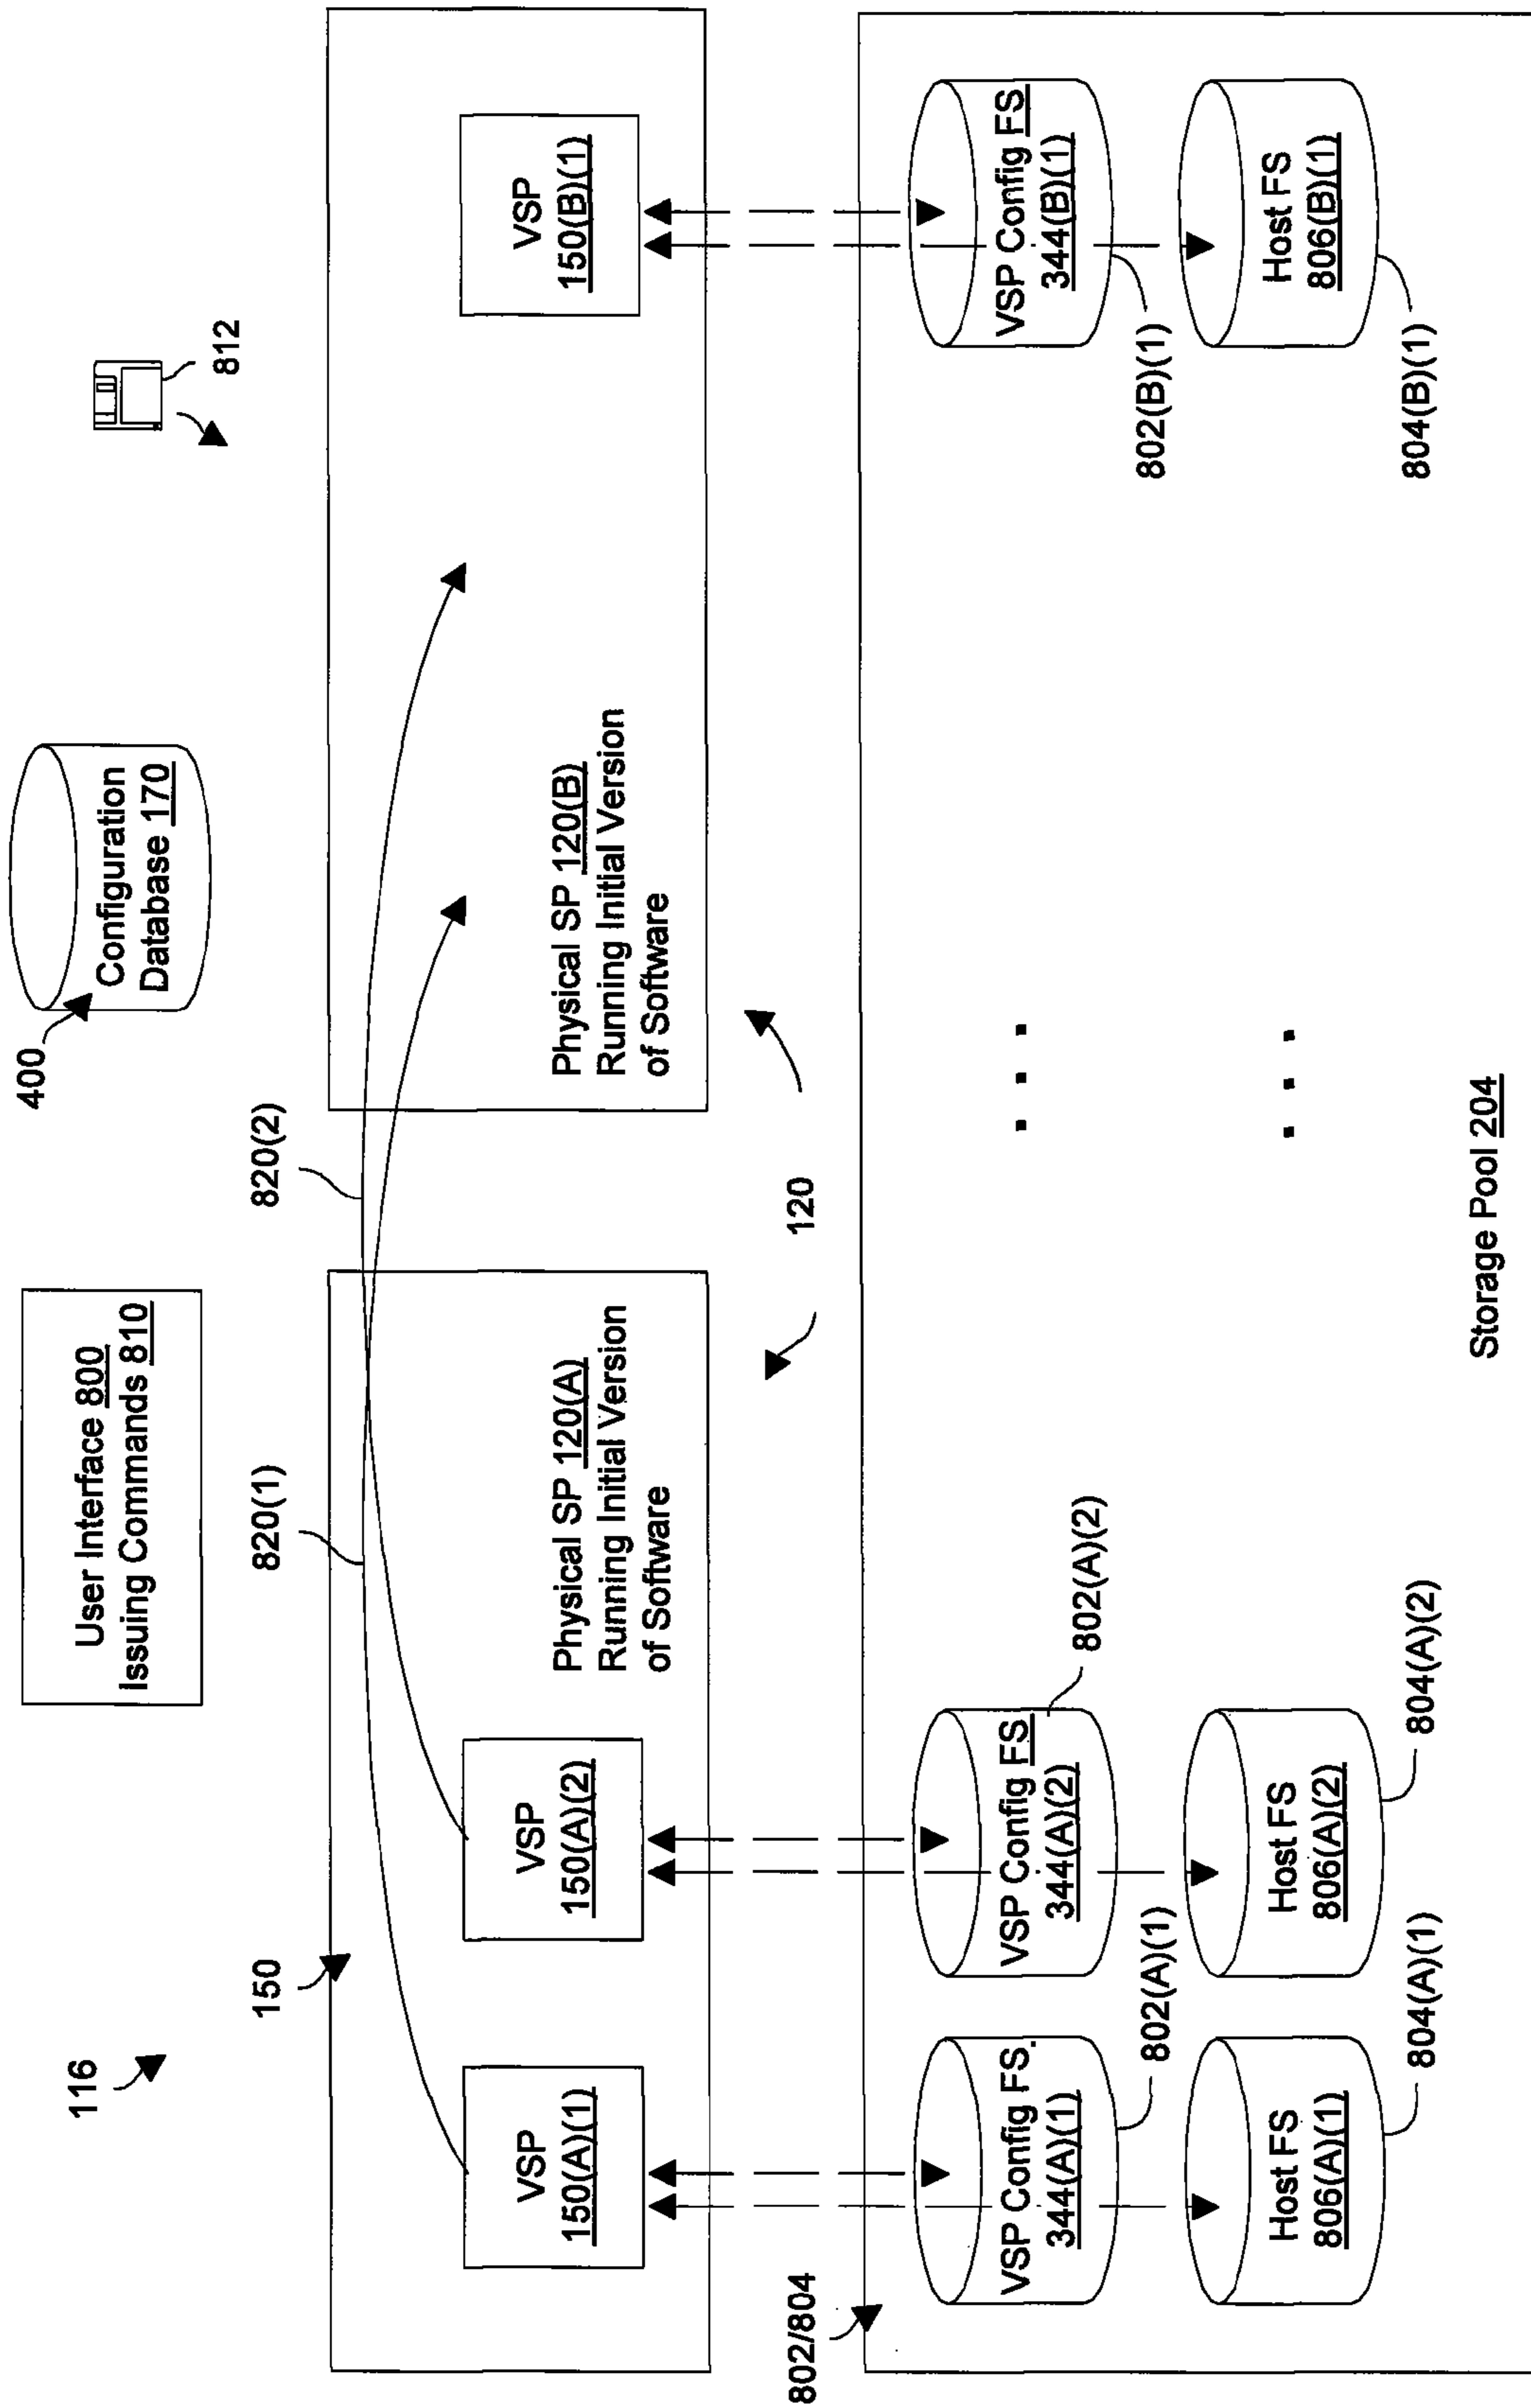 116
User Interface 800
Issuing Commands 810
400
Configuration
Database 170
812
150
820(1)
820(2)
VSP
150(A)(1)
VSP
150(A)(2)
Physical SP 120(A)
Running Initial Version
of Software
Physical SP 120(B)
Running Initial Version
of Software
VSP
150(B)(1)
120
802/804
VSP Config FS
344(A)(1)
802(A)(1)
VSP Config FS
344(A)(2)
802(A)(2)
. . .
VSP Config FS
344(B)(1)
802(B)(1)
Host FS
806(A)(1)
804(A)(1)
Host FS
806(A)(2)
804(A)(2)
. . .
Host FS
806(B)(1)
804(B)(1)
Storage Pool 204